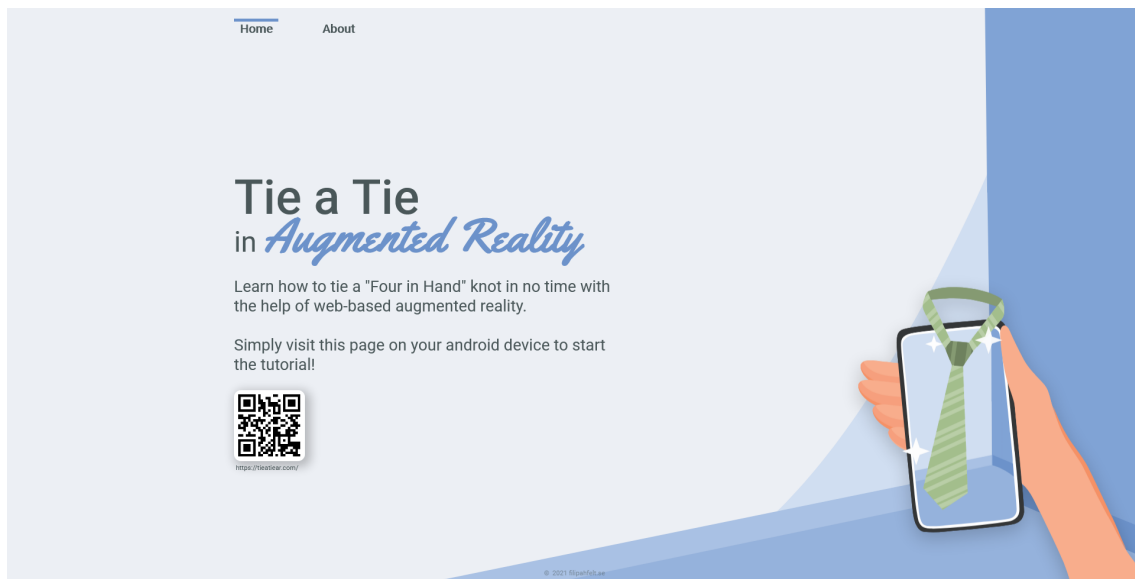 Home
About
Tie a Tie
in Augmented Reality
Learn how to tie a "Four in Hand" knot in no time with
the help of web-based augmented reality.
Simply visit this page on your android device to start
the tutorial!
https://tieatiear.com/
© 2021